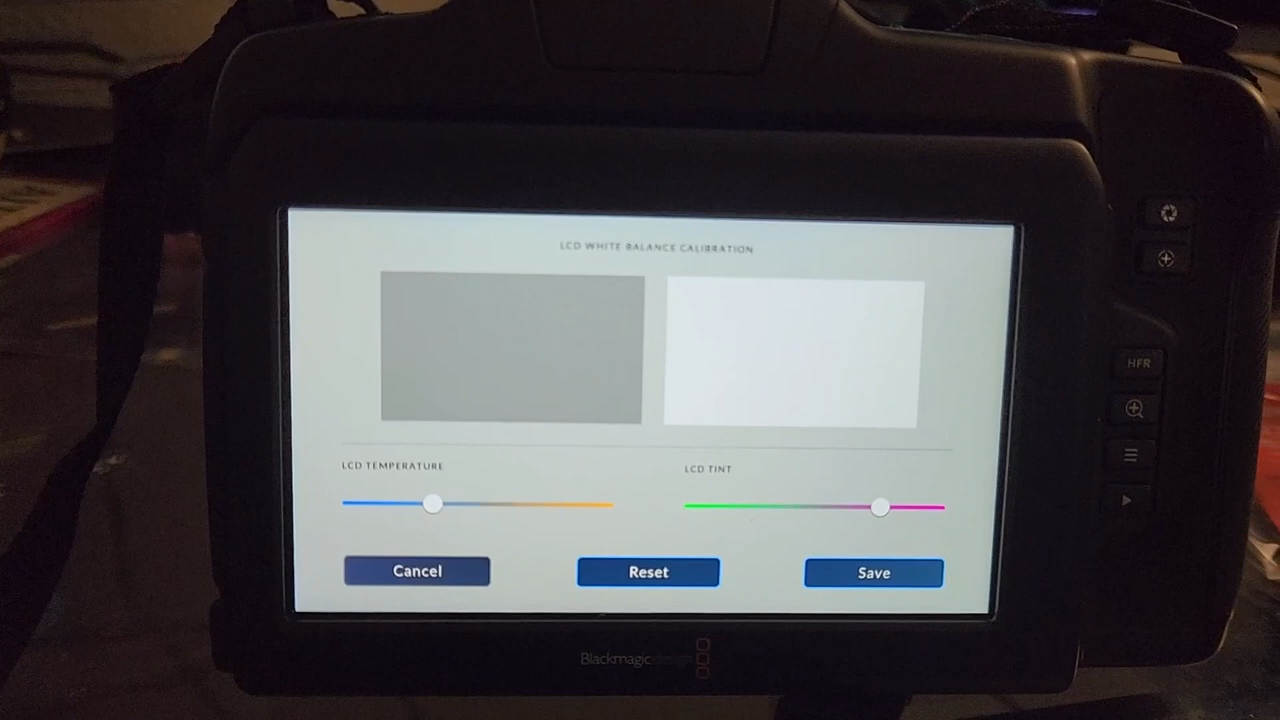 LCD WHITE BALANCE CALIBRATION
HFR
LCD TEMPERATURE
LCD TINT
Cancel
Reset
Save
Blackmagicdesign